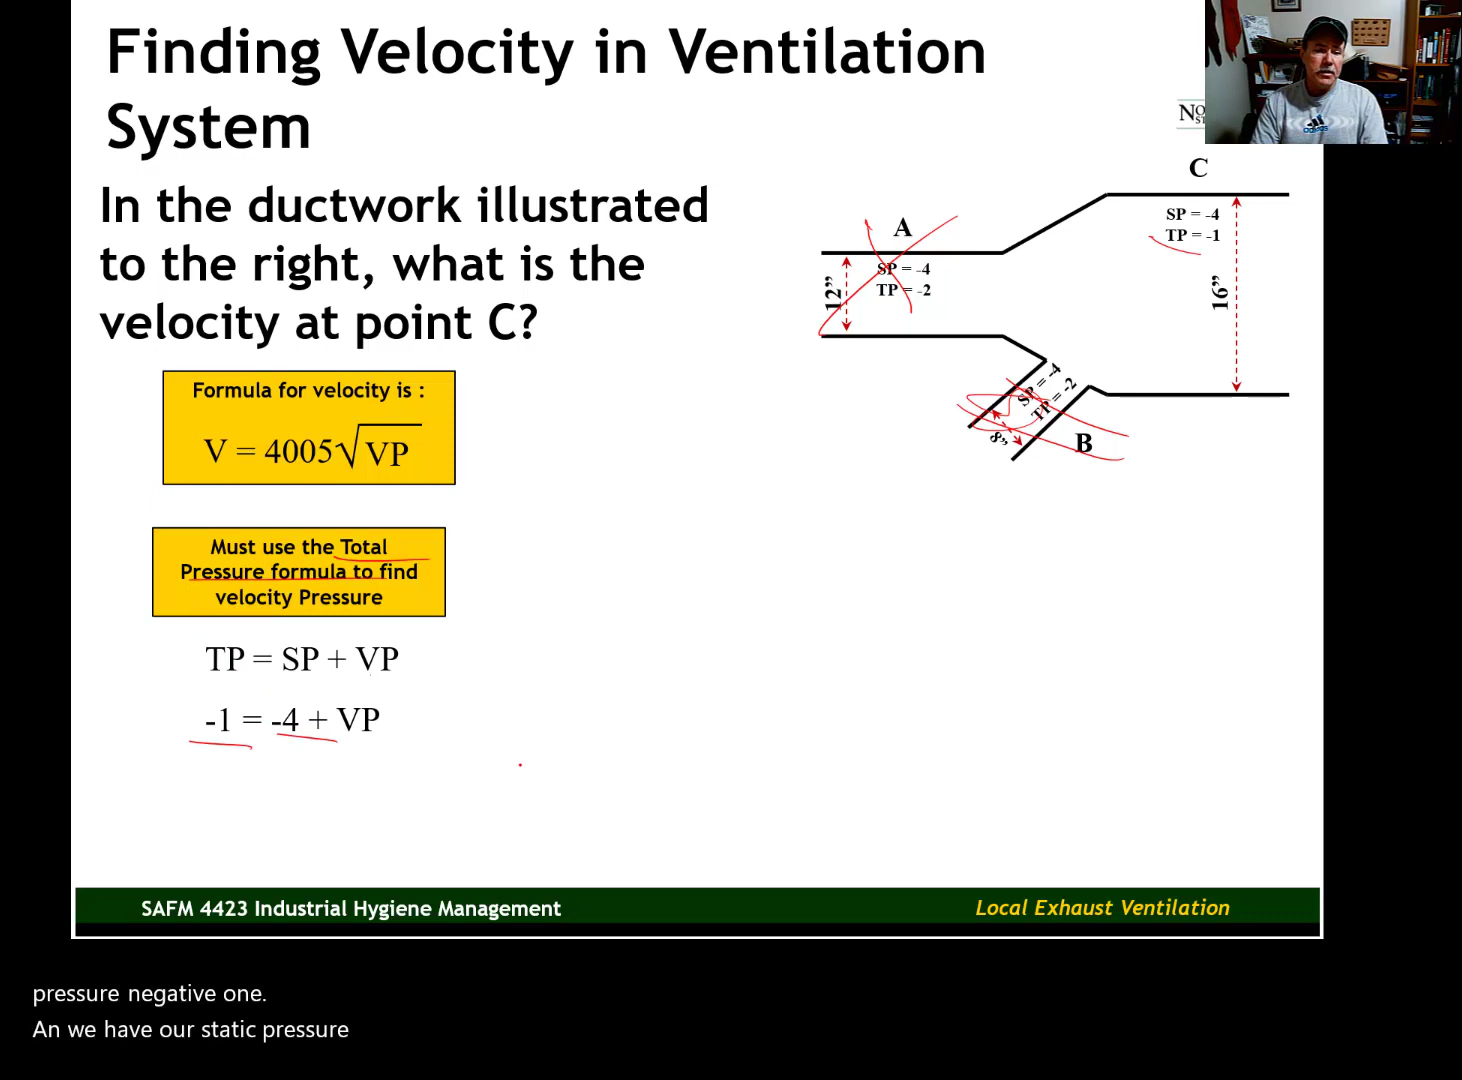 Finding Velocity in Ventilation
System
In the ductwork illustrated
to the right, what is the
velocity at point C?
Formula for velocity is :
V = 4005√VP
Must use the Total
Pressure formula to find
velocity Pressure
TP = SP + VP
-1 = -4 + VP
A
SP = -4
TP = -2
12”
SP = -4
TP = -2
8”
B
C
SP = -4
TP = -1
16”
adidas
SAFM 4423 Industrial Hygiene Management
Local Exhaust Ventilation
pressure negative one.
An we have our static pressure